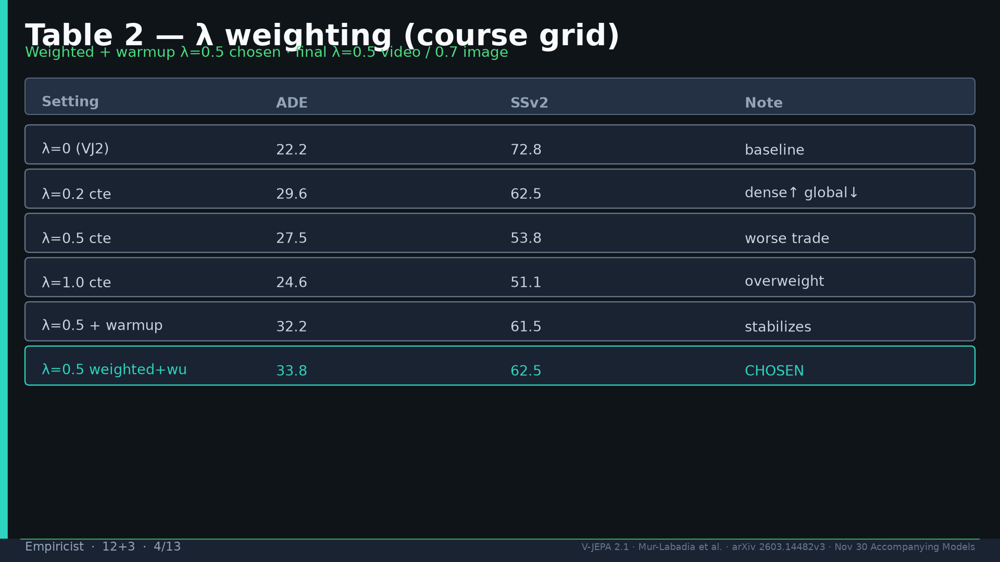 Table 2 — λ weighting (course grid)
Weighted + warmup λ=0.5 chosen · final λ=0.5 video / 0.7 image
Setting ADE SSv2 Note
λ=0 (VJ2) 22.2 72.8 baseline
λ=0.2 cte 29.6 62.5 dense↑ global↓
λ=0.5 cte 27.5 53.8 worse trade
λ=1.0 cte 24.6 51.1 overweight
λ=0.5 + warmup 32.2 61.5 stabilizes
λ=0.5 weighted+wu 33.8 62.5 CHOSEN
Empiricist · 12+3 · 4/13
V-JEPA 2.1 · Mur-Labadia et al. · arXiv 2603.14482v3 · Nov 30 Accompanying Models